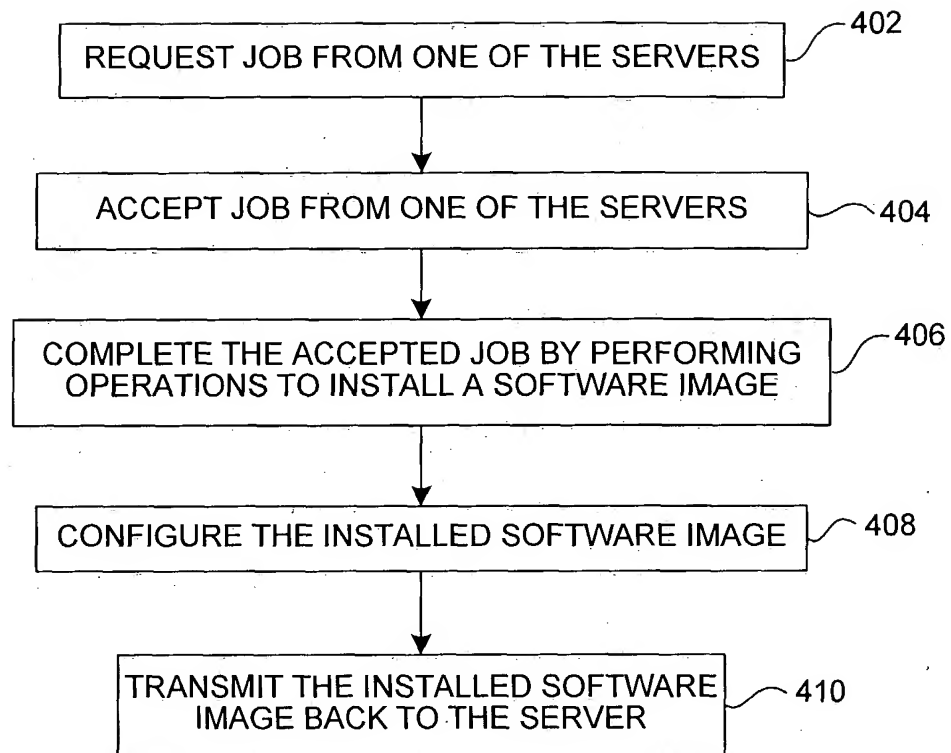 REQUEST JOB FROM ONE OF THE SERVERS
402
ACCEPT JOB FROM ONE OF THE SERVERS
404
COMPLETE THE ACCEPTED JOB BY PERFORMING
OPERATIONS TO INSTALL A SOFTWARE IMAGE
406
CONFIGURE THE INSTALLED SOFTWARE IMAGE
408
TRANSMIT THE INSTALLED SOFTWARE
IMAGE BACK TO THE SERVER
410